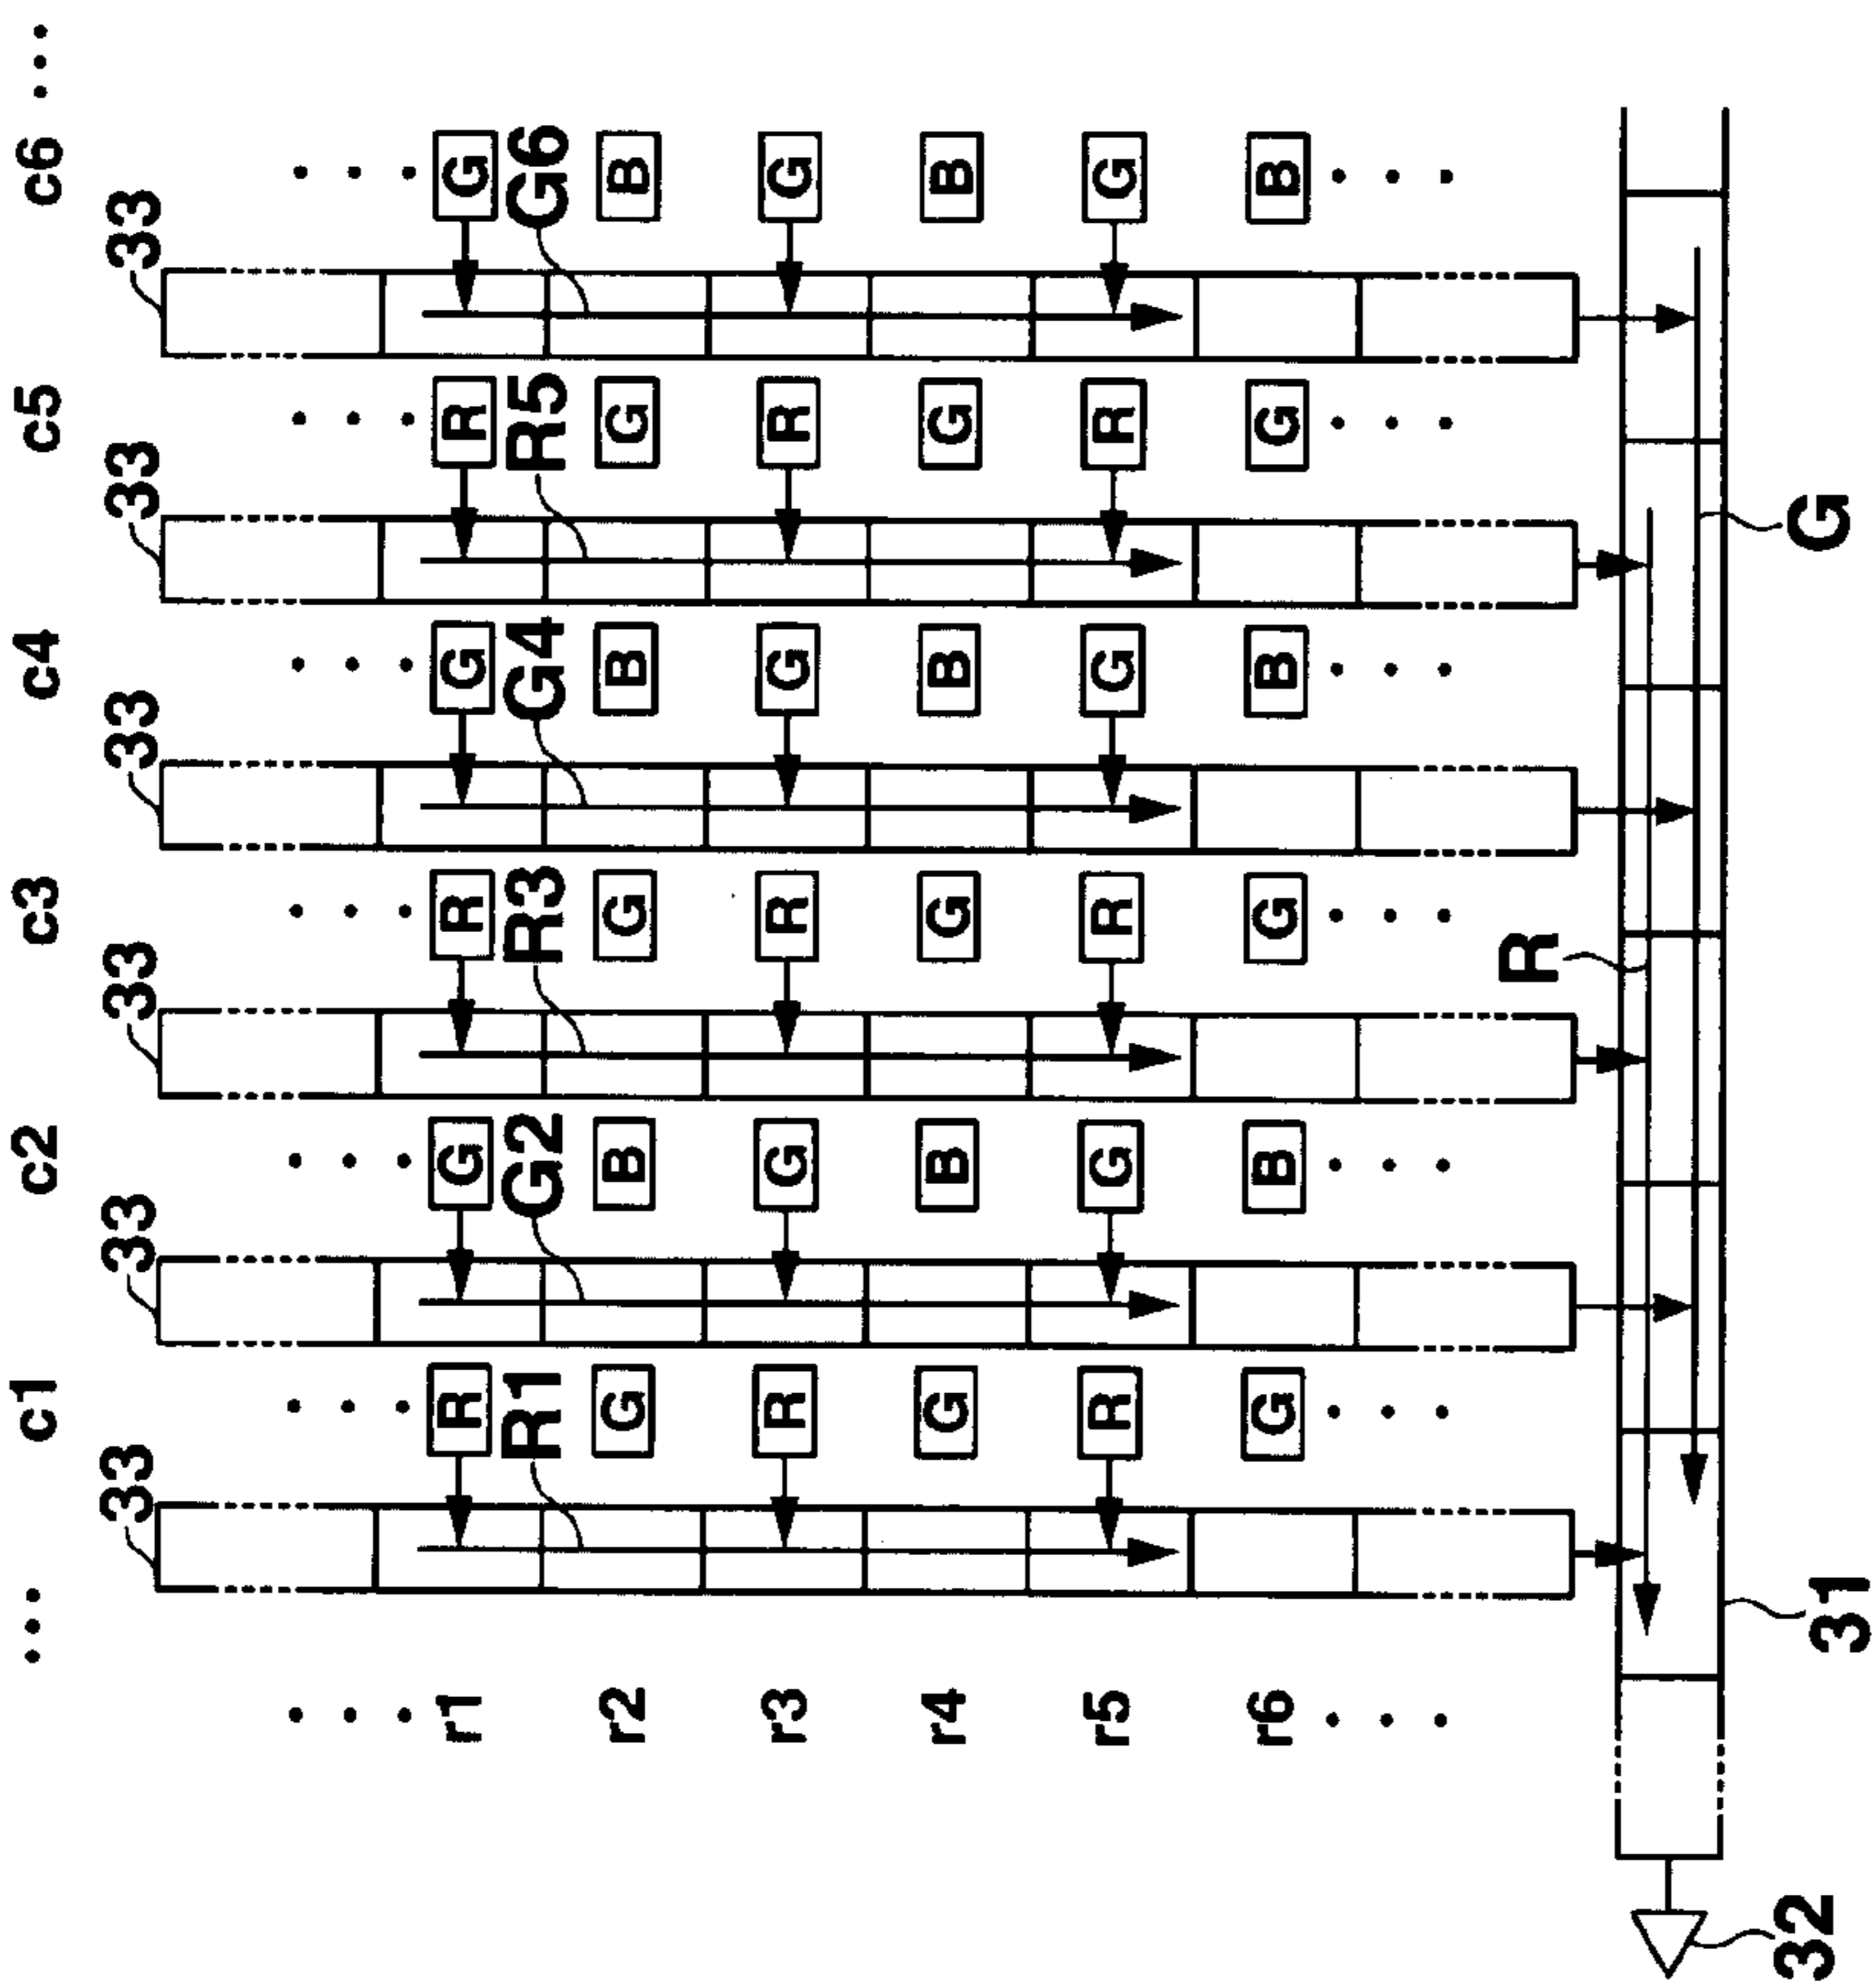 ... c1 c2 c3 c4 c5 c6 ...
33 33 33 33 33 33
r1 R G R G R G
R1 G2 R3 G4 R5 G6
r2 G B G B G B
r3 R G R G R G
r4 G B G B G B
r5 R G R G R G
r6 G B G B G B
R
32 31 G